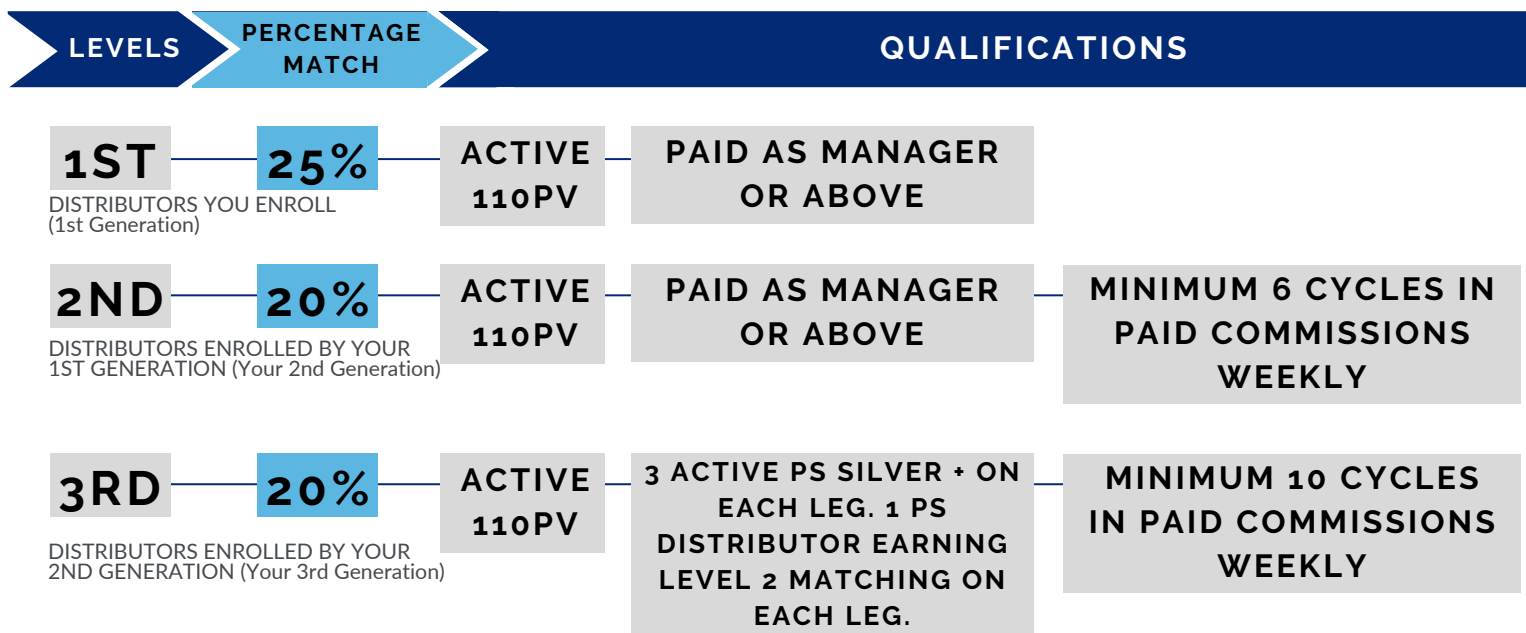 LEVELS
PERCENTAGE
MATCH
QUALIFICATIONS
1ST
25%
ACTIVE
110PV
PAID AS MANAGER
OR ABOVE
DISTRIBUTORS YOU ENROLL
(1st Generation)
2ND
20%
ACTIVE
110PV
PAID AS MANAGER
OR ABOVE
MINIMUM 6 CYCLES IN
PAID COMMISSIONS
WEEKLY
DISTRIBUTORS ENROLLED BY YOUR
1ST GENERATION (Your 2nd Generation)
3RD
20%
ACTIVE
110PV
3 ACTIVE PS SILVER + ON
EACH LEG. 1 PS
DISTRIBUTOR EARNING
LEVEL 2 MATCHING ON
EACH LEG.
MINIMUM 10 CYCLES
IN PAID COMMISSIONS
WEEKLY
DISTRIBUTORS ENROLLED BY YOUR
2ND GENERATION (Your 3rd Generation)